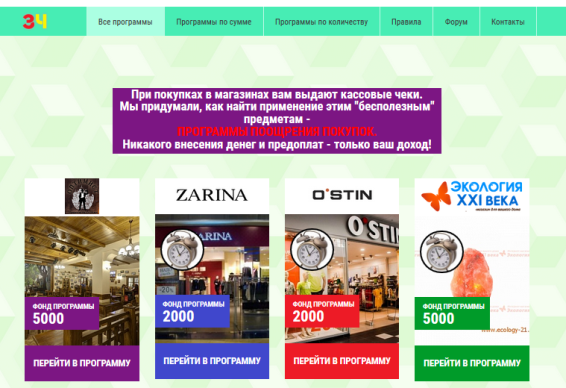 ЗЧ
Все программы
Программы по сумме
Программы по количеству
Правила
Форум
Контакты
При покупках в магазинах вам выдают кассовые чеки.
Мы придумали, как найти применение этим "бесполезным"
предметам -
ПРОГРАММЫ ПООЩРЕНИЯ ПОКУПОК.
Никакого внесения денег и предоплат - только ваш доход!
ФОНД ПРОГРАММЫ
5000
ПЕРЕЙТИ В ПРОГРАММУ
ZARINA
ZARINA
-20%
ФОНД ПРОГРАММЫ
2000
ПЕРЕЙТИ В ПРОГРАММУ
O'STIN
O'STI
ФОНД ПРОГРАММЫ
2000
ПЕРЕЙТИ В ПРОГРАММУ
ЭКОЛОГИЯ
XXI ВЕКА
ФОНД ПРОГРАММЫ
5000
www.ecology-21.
ПЕРЕЙТИ В ПРОГРАММУ